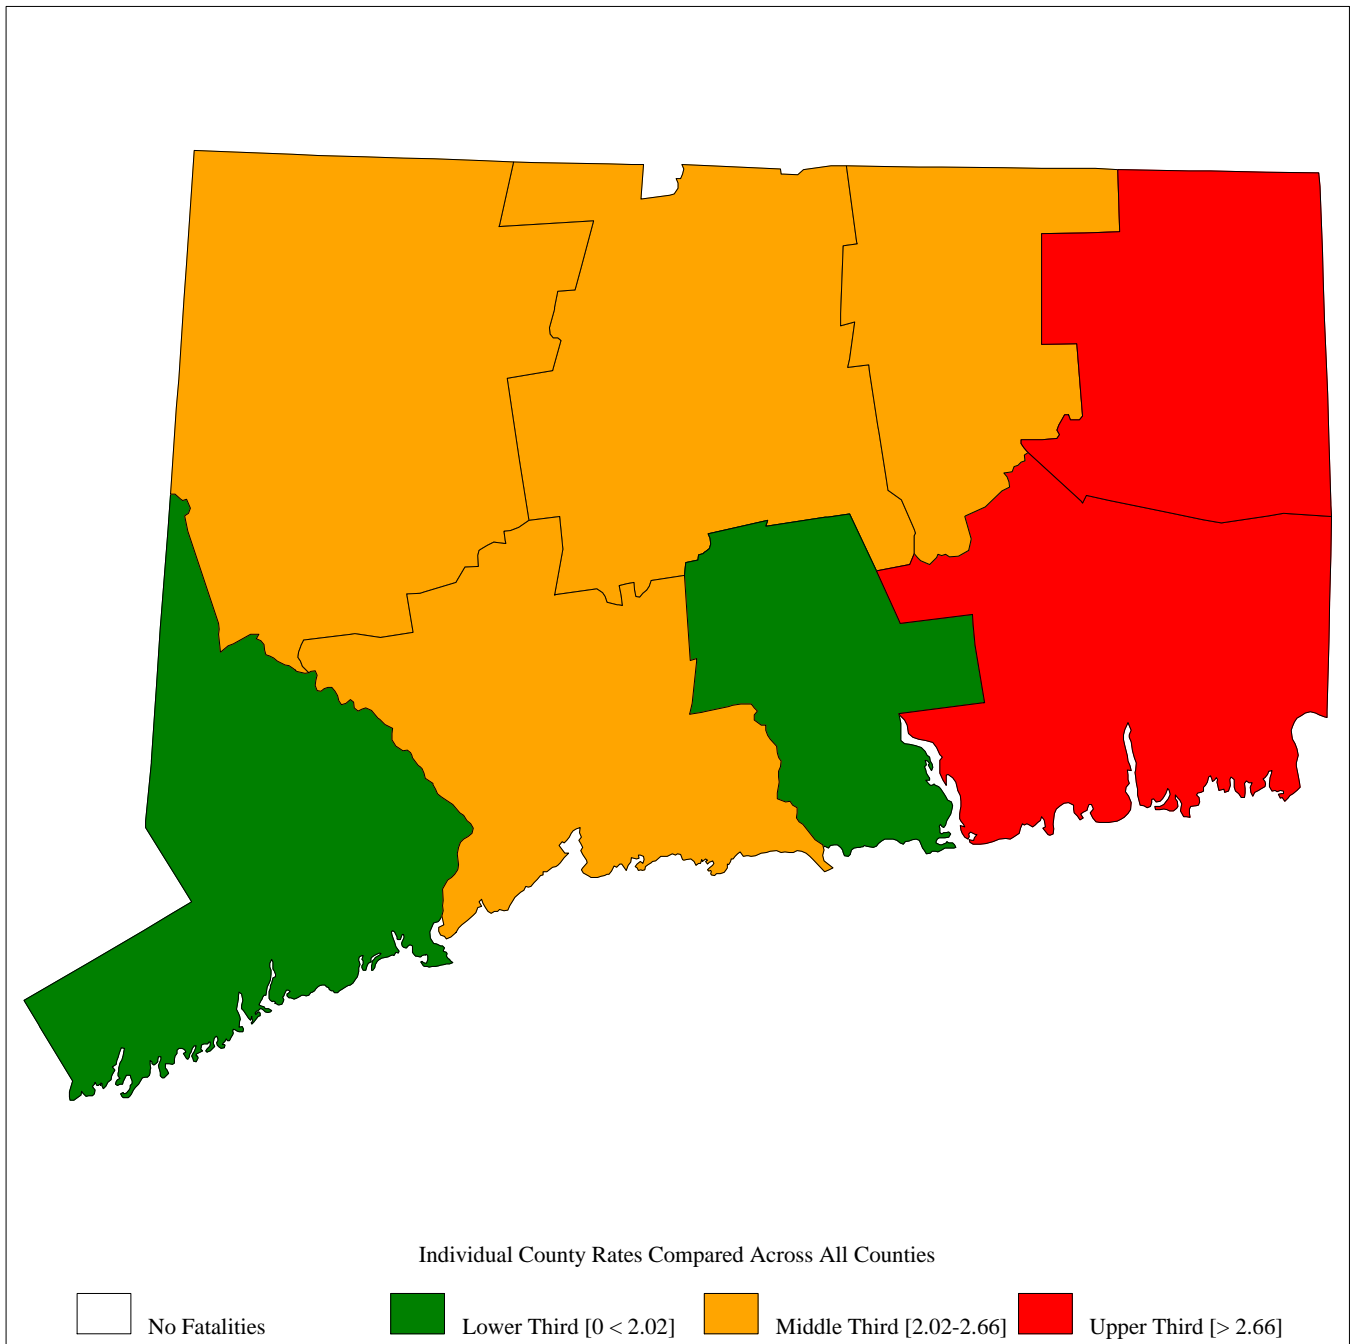 Individual County Rates Compared Across All Counties
No Fatalities Lower Third [0 < 2.02] Middle Third [2.02-2.66] Upper Third [> 2.66]